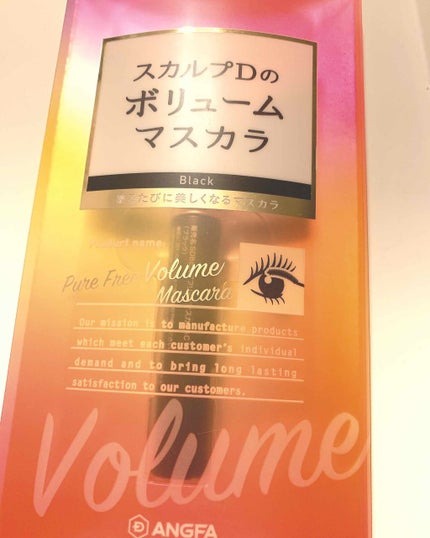 スカルプDの
ボリューム
マスカラ
Black
塗るたびに美しくなるマスカラ
Product name
Pure Free Volume
Mascara
Our mission is to manufacture products
which meet each customer's individual
demand and to bring long lasting
satisfaction to our customers.
Volume
ANGFA